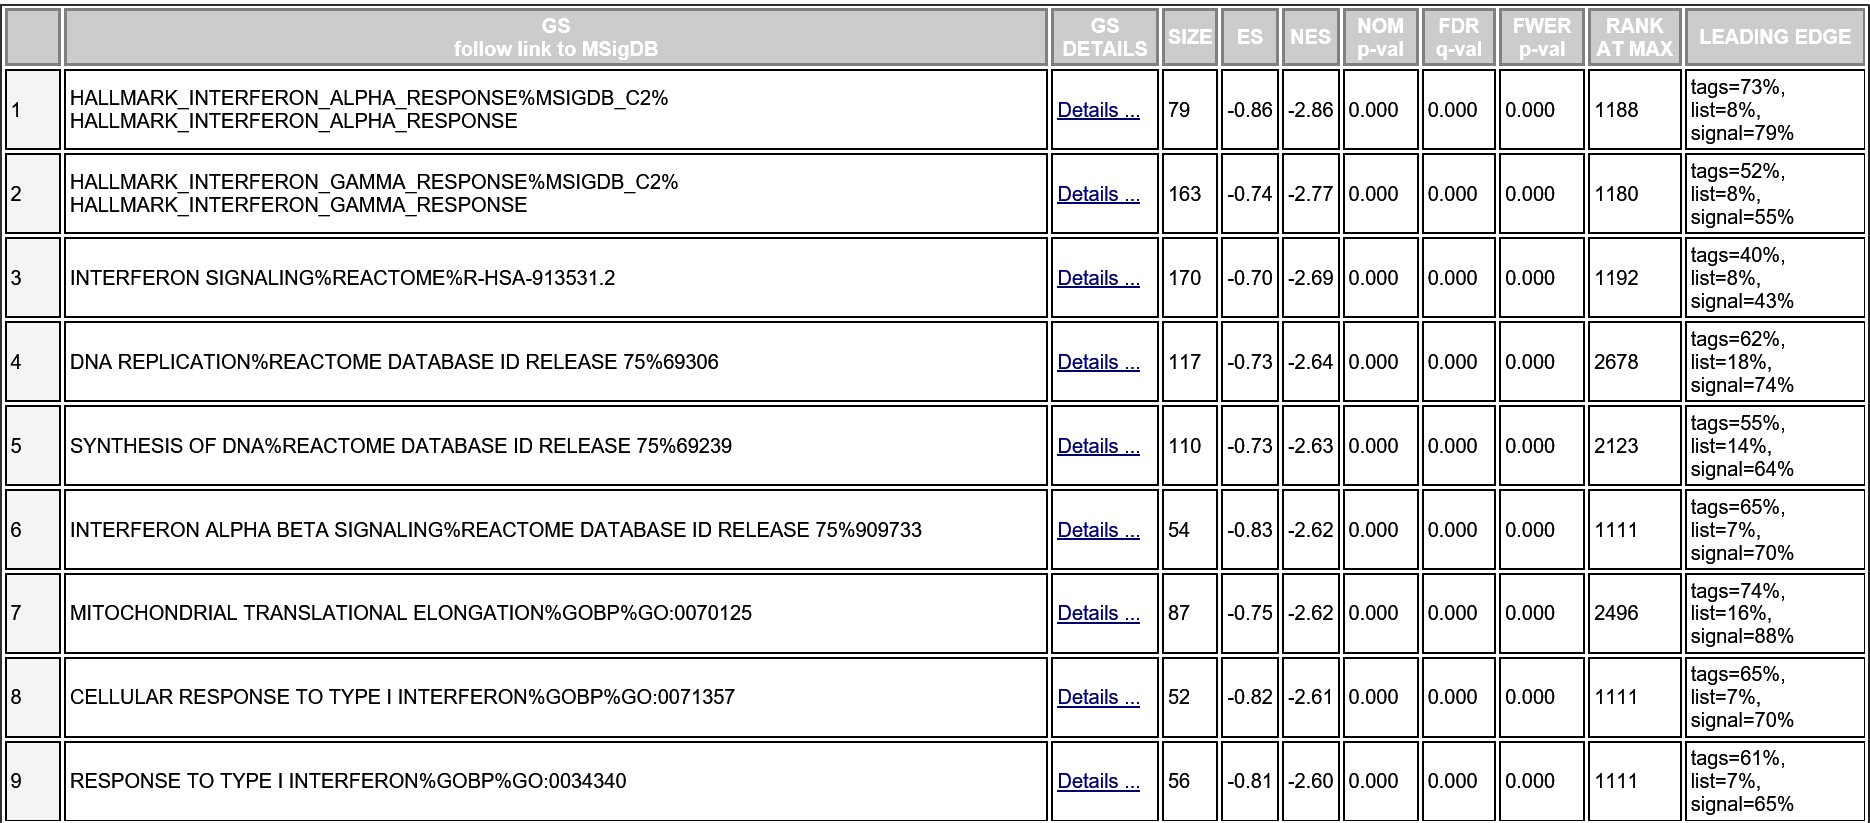 GS
follow link to MSigDB
GS
DETAILS
SIZE
ES
NES
NOM
p-val
FDR
q-val
FWER
p-val
RANK
AT MAX
LEADING EDGE
1
HALLMARK_INTERFERON_ALPHA_RESPONSE%MSIGDB_C2%
HALLMARK_INTERFERON_ALPHA_RESPONSE
Details ...
79
-0.86
-2.86
0.000
0.000
0.000
1188
tags=73%,
list=8%,
signal=79%
2
HALLMARK_INTERFERON_GAMMA_RESPONSE%MSIGDB_C2%
HALLMARK_INTERFERON_GAMMA_RESPONSE
Details ...
163
-0.74
-2.77
0.000
0.000
0.000
1180
tags=52%,
list=8%,
signal=55%
3
INTERFERON SIGNALING%REACTOME%R-HSA-913531.2
Details ...
170
-0.70
-2.69
0.000
0.000
0.000
1192
tags=40%,
list=8%,
signal=43%
4
DNA REPLICATION%REACTOME DATABASE ID RELEASE 75%69306
Details ...
117
-0.73
-2.64
0.000
0.000
0.000
2678
tags=62%,
list=18%,
signal=74%
5
SYNTHESIS OF DNA%REACTOME DATABASE ID RELEASE 75%69239
Details ...
110
-0.73
-2.63
0.000
0.000
0.000
2123
tags=55%,
list=14%,
signal=64%
6
INTERFERON ALPHA BETA SIGNALING%REACTOME DATABASE ID RELEASE 75%909733
Details ...
54
-0.83
-2.62
0.000
0.000
0.000
1111
tags=65%,
list=7%,
signal=70%
7
MITOCHONDRIAL TRANSLATIONAL ELONGATION%GOBP%GO:0070125
Details ...
87
-0.75
-2.62
0.000
0.000
0.000
2496
tags=74%,
list=16%,
signal=88%
8
CELLULAR RESPONSE TO TYPE I INTERFERON%GOBP%GO:0071357
Details ...
52
-0.82
-2.61
0.000
0.000
0.000
1111
tags=65%,
list=7%,
signal=70%
9
RESPONSE TO TYPE I INTERFERON%GOBP%GO:0034340
Details ...
56
-0.81
-2.60
0.000
0.000
0.000
1111
tags=61%,
list=7%,
signal=65%